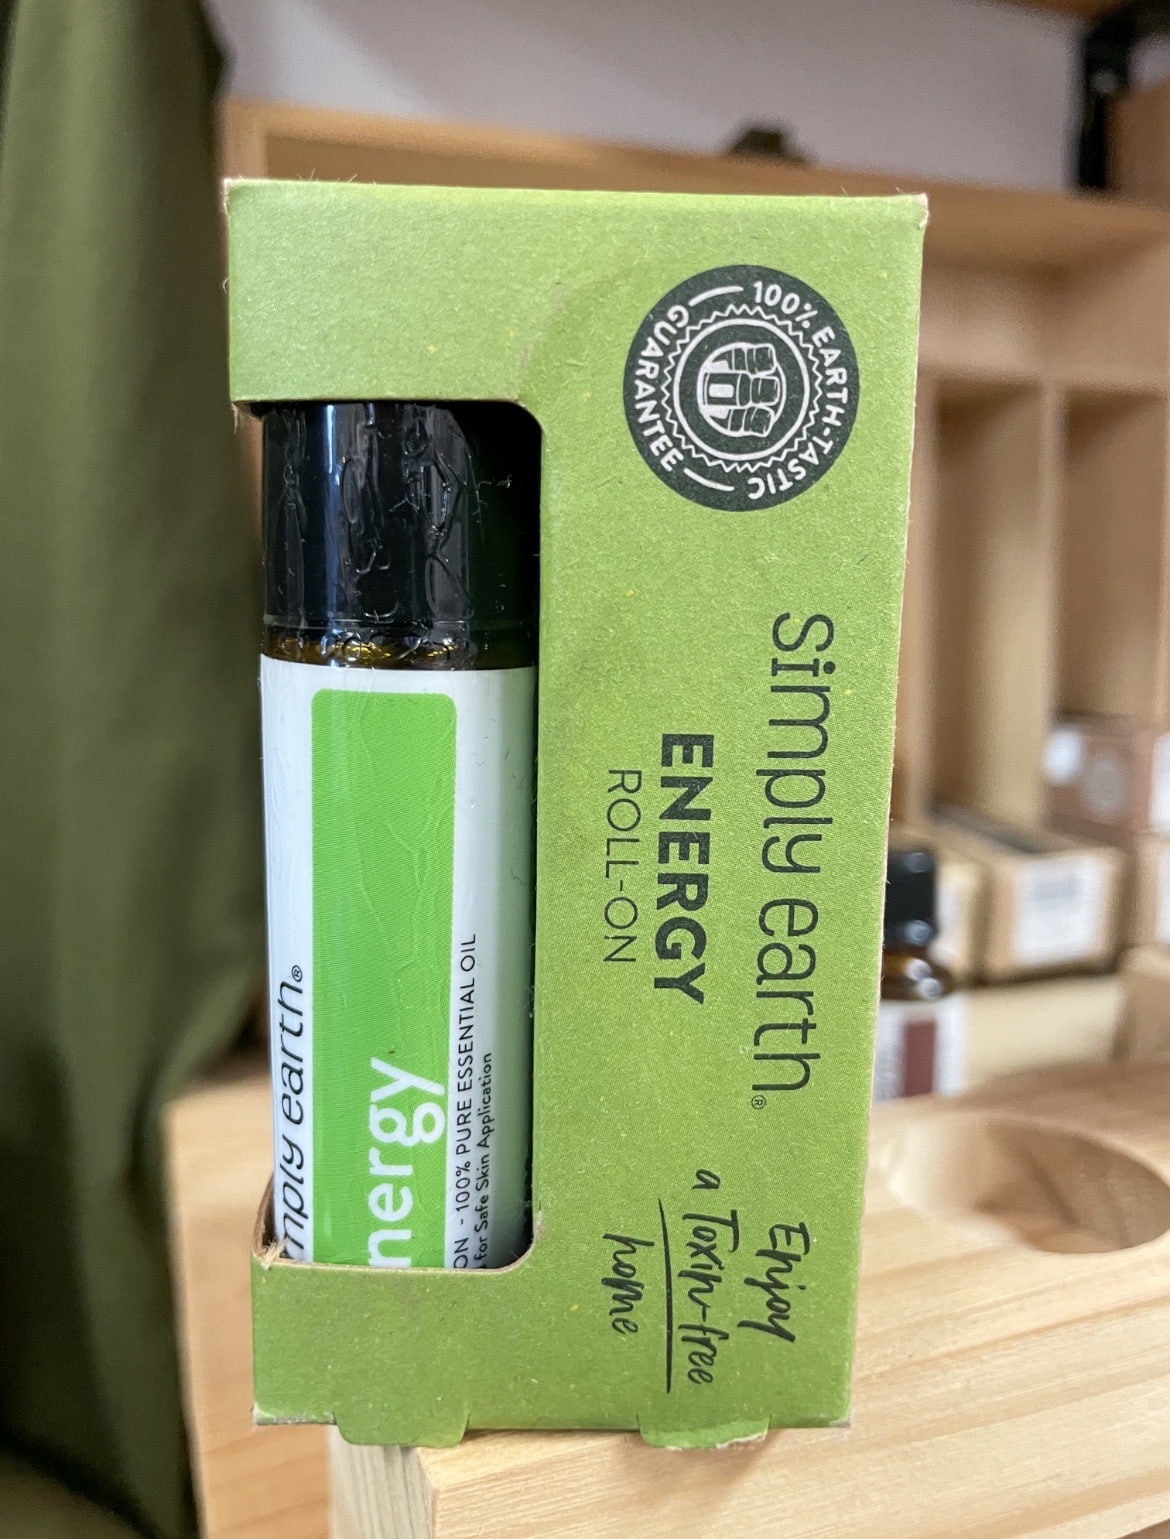 100% EARTH-TASTIC
GUARANTEE
simply earth®
ENERGY
ROLL-ON
Enjoy
a Toxin-free
home
mply earth®
nergy
ON - 100% PURE ESSENTIAL OIL
for Safe Skin Application